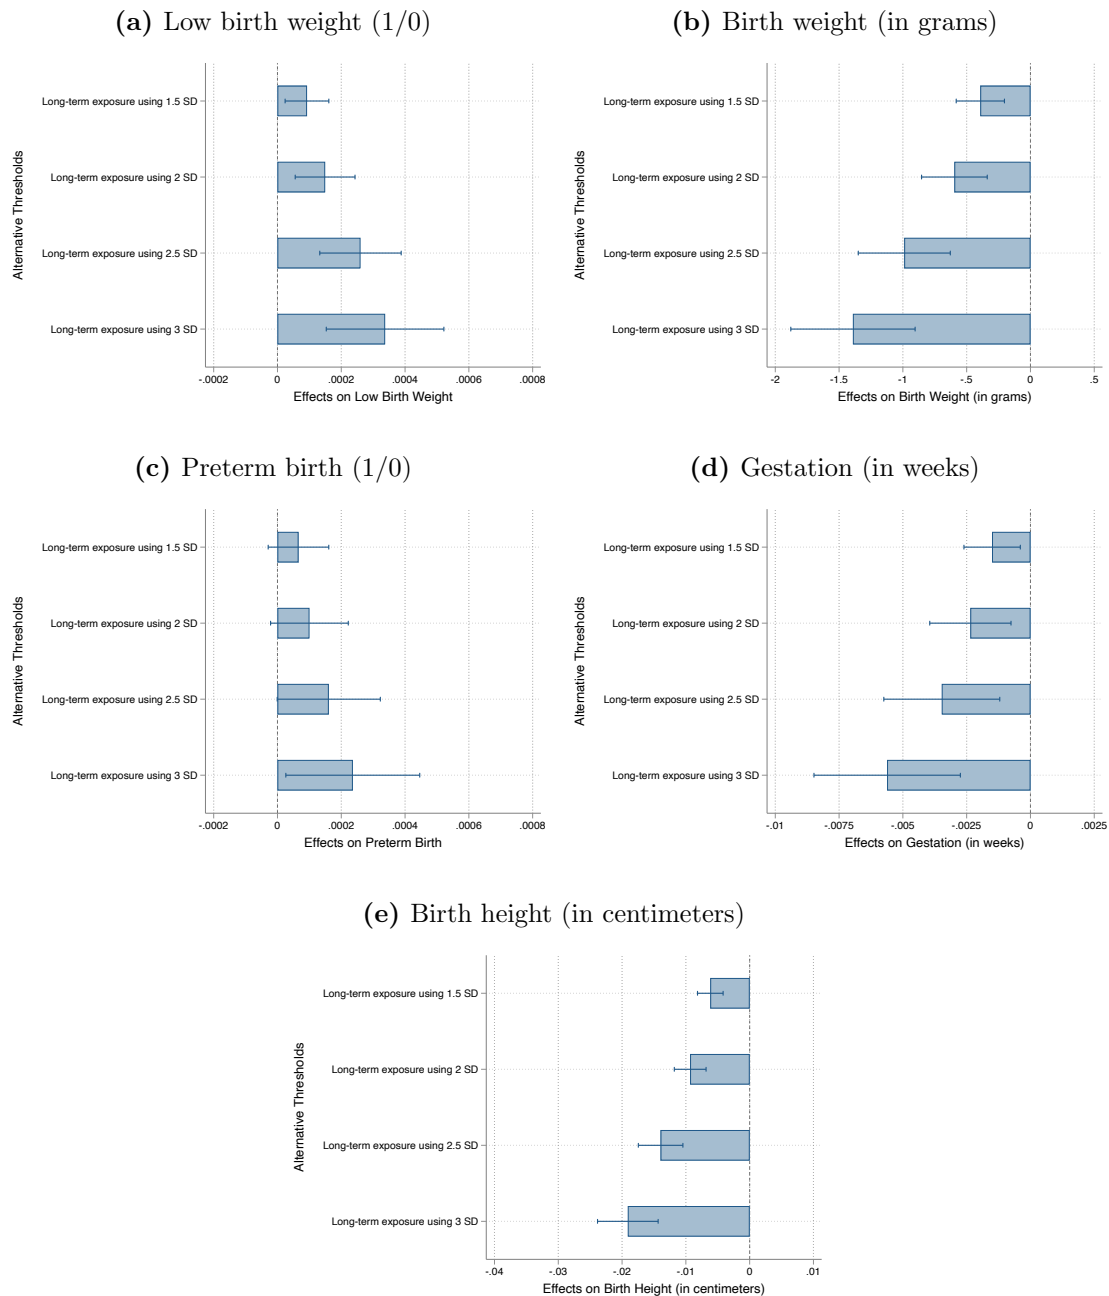 (a) Low birth weight (1/0)
Alternative Thresholds
Long-term exposure using 1.5 SD
Long-term exposure using 2 SD
Long-term exposure using 2.5 SD
Long-term exposure using 3 SD
-.0002 0 .0002 .0004 .0006 .0008
Effects on Low Birth Weight
(b) Birth weight (in grams)
Alternative Thresholds
Long-term exposure using 1.5 SD
Long-term exposure using 2 SD
Long-term exposure using 2.5 SD
Long-term exposure using 3 SD
-2 -1.5 -1 -.5 0 .5
Effects on Birth Weight (in grams)
(c) Preterm birth (1/0)
Alternative Thresholds
Long-term exposure using 1.5 SD
Long-term exposure using 2 SD
Long-term exposure using 2.5 SD
Long-term exposure using 3 SD
-.0002 0 .0002 .0004 .0006 .0008
Effects on Preterm Birth
(d) Gestation (in weeks)
Alternative Thresholds
Long-term exposure using 1.5 SD
Long-term exposure using 2 SD
Long-term exposure using 2.5 SD
Long-term exposure using 3 SD
-.01 -.0075 -.005 -.0025 0 .0025
Effects on Gestation (in weeks)
(e) Birth height (in centimeters)
Alternative Thresholds
Long-term exposure using 1.5 SD
Long-term exposure using 2 SD
Long-term exposure using 2.5 SD
Long-term exposure using 3 SD
-.04 -.03 -.02 -.01 0 .01
Effects on Birth Height (in centimeters)